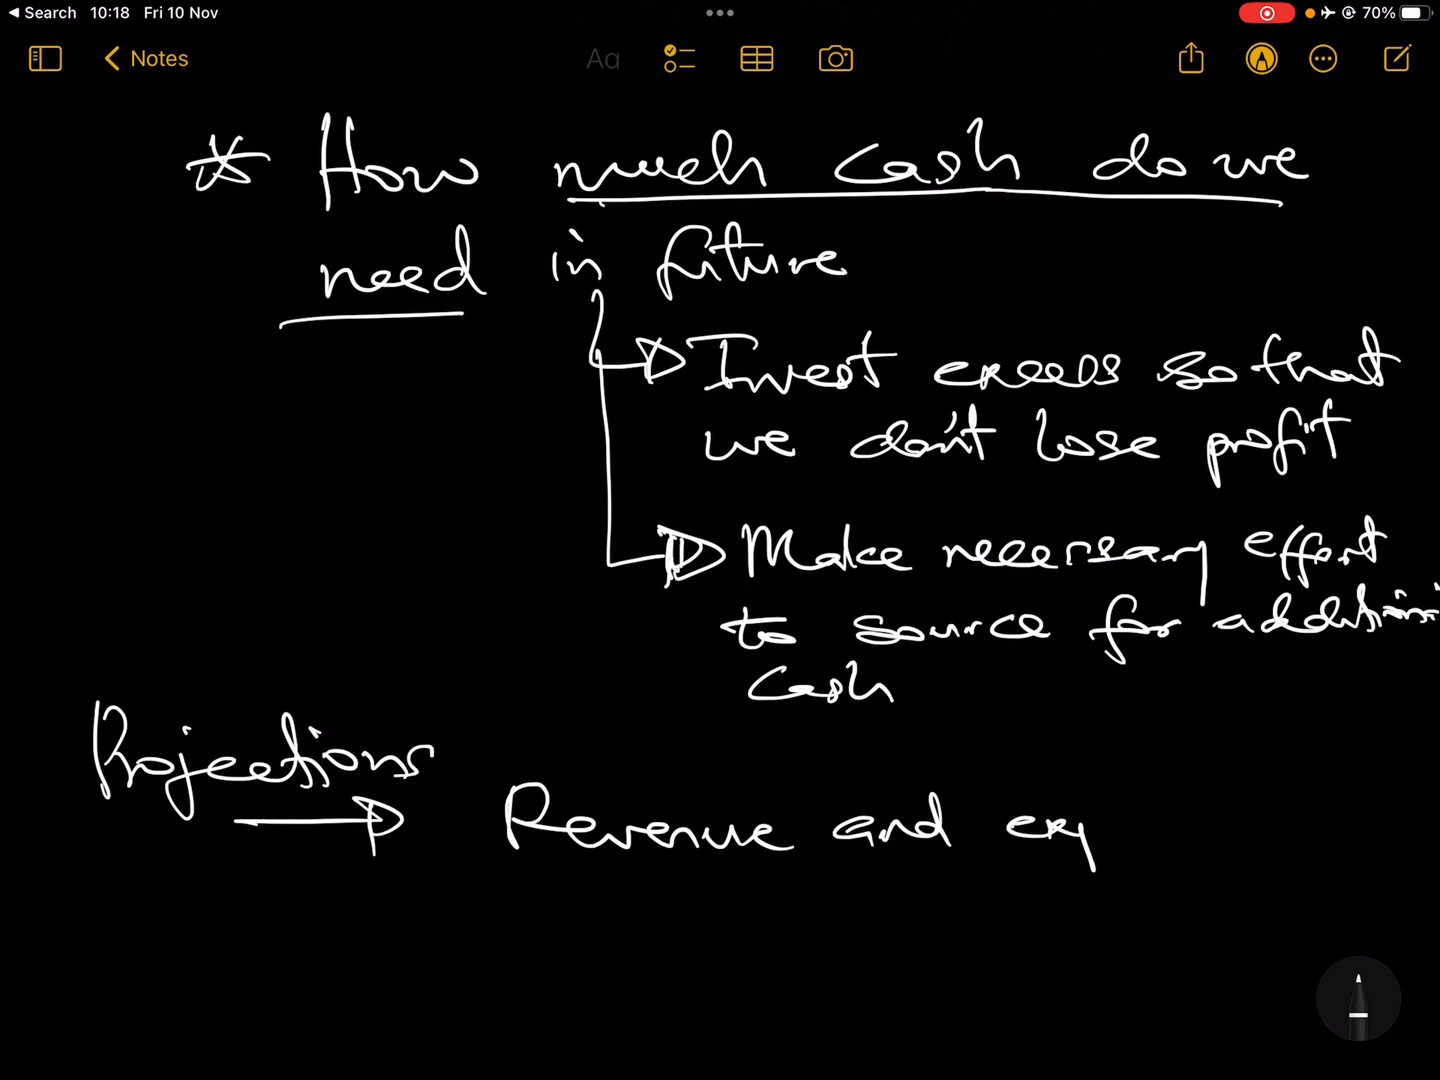 Search 10:18 Fri 10 Nov 70%
Notes Aa
* How much cash do we
need in future
Invest excess so that
we don't lose profit
Make necessary effort
to source for additional
Cash
Projections
Revenue and exp